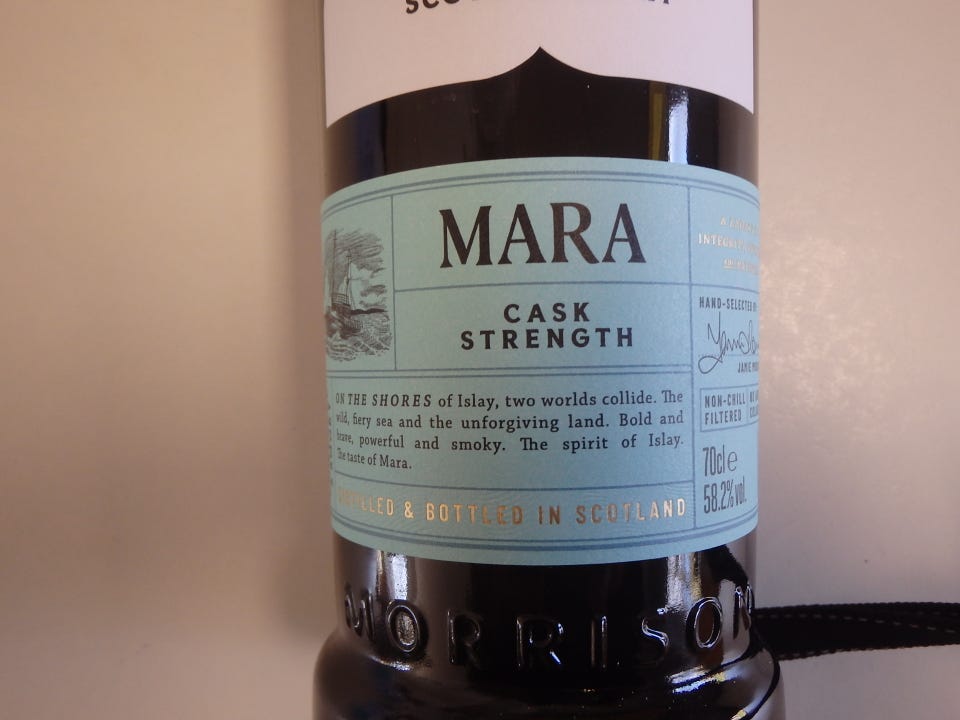 MARA
CASK
STRENGTH
ON THE SHORES of Islay, two worlds collide. The
wild, fiery sea and the unforgiving land. Bold and
brave, powerful and smoky. The spirit of Islay.
The taste of Mara.
DISTILLED & BOTTLED IN SCOTLAND
HAND-SELECTED
JAMIE
NON-CHILL
FILTERED
70cl e
58.2% vol.
MORRISON